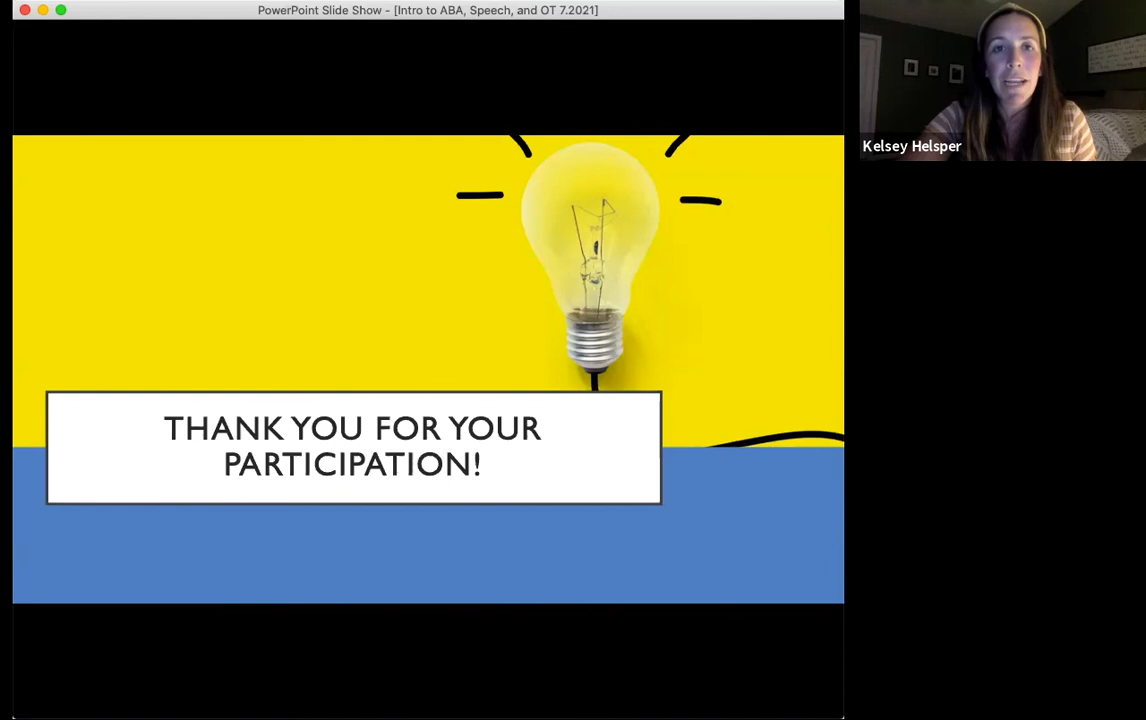 PowerPoint Slide Show - [Intro to ABA, Speech, and OT 7.2021]
Kelsey Helsper
THANK YOU FOR YOUR
PARTICIPATION!